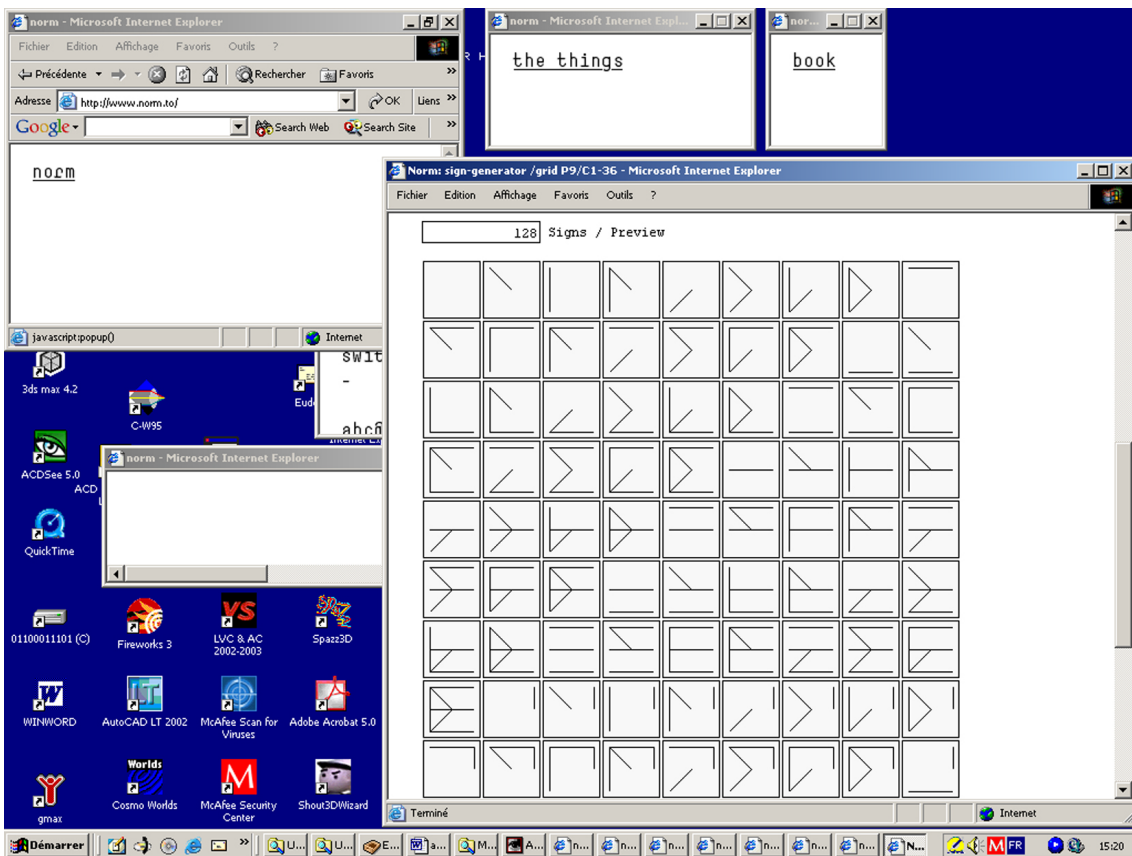 norm - Microsoft Internet Explorer
Fichier Edition Affichage Favoris Outils ?
Précédente Rechercher Favoris »
Adresse http://www.norm.to/ OK Liens »
Google Search Web Search Site »
norm
javascript:popup() Internet
norm - Microsoft Internet Expl...
the things
nor...
book
R H
Norm: sign-generator /grid P9/C1-36 - Microsoft Internet Explorer
Fichier Edition Affichage Favoris Outils ?
128 Signs / Preview
Terminé Internet
3ds max 4.2
C-W95
ACDSee 5.0
ACD
QuickTime
norm - Microsoft Internet Explorer
01100011101 (C)
Fireworks 3
LVC & AC
2002-2003
Spazz3D
WINWORD
AutoCAD LT 2002
McAfee Scan for
Viruses
Adobe Acrobat 5.0
gmax
Worlds
Cosmo Worlds
McAfee Security
Center
Shout3DWizard
Démarrer » U... U... E... a... M... A... n... n... n... n... n... n... n... N... FR 15:20